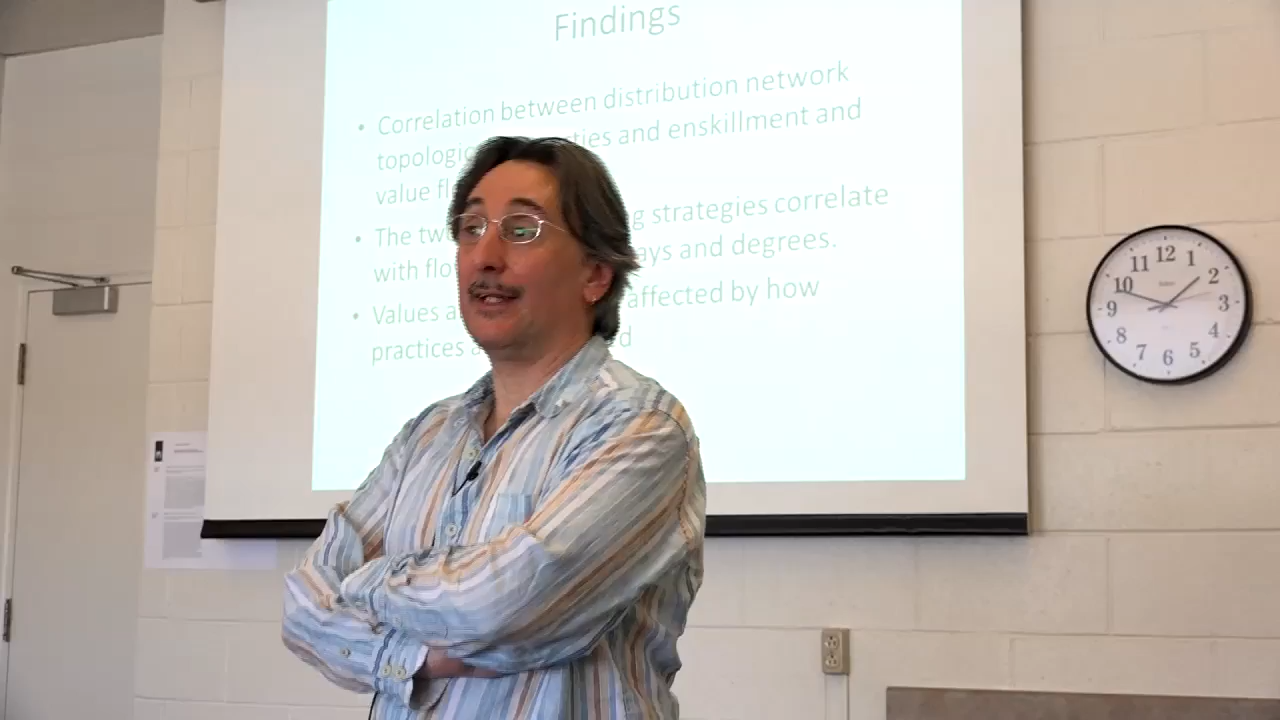 Findings
• Correlation between distribution network
topologic ties and enskillment and
value fl
• The tw g strategies correlate
with flo ays and degrees.
• Values a affected by how
practices a d
12
11 1
10 2
9 3
8 4
7 5
6